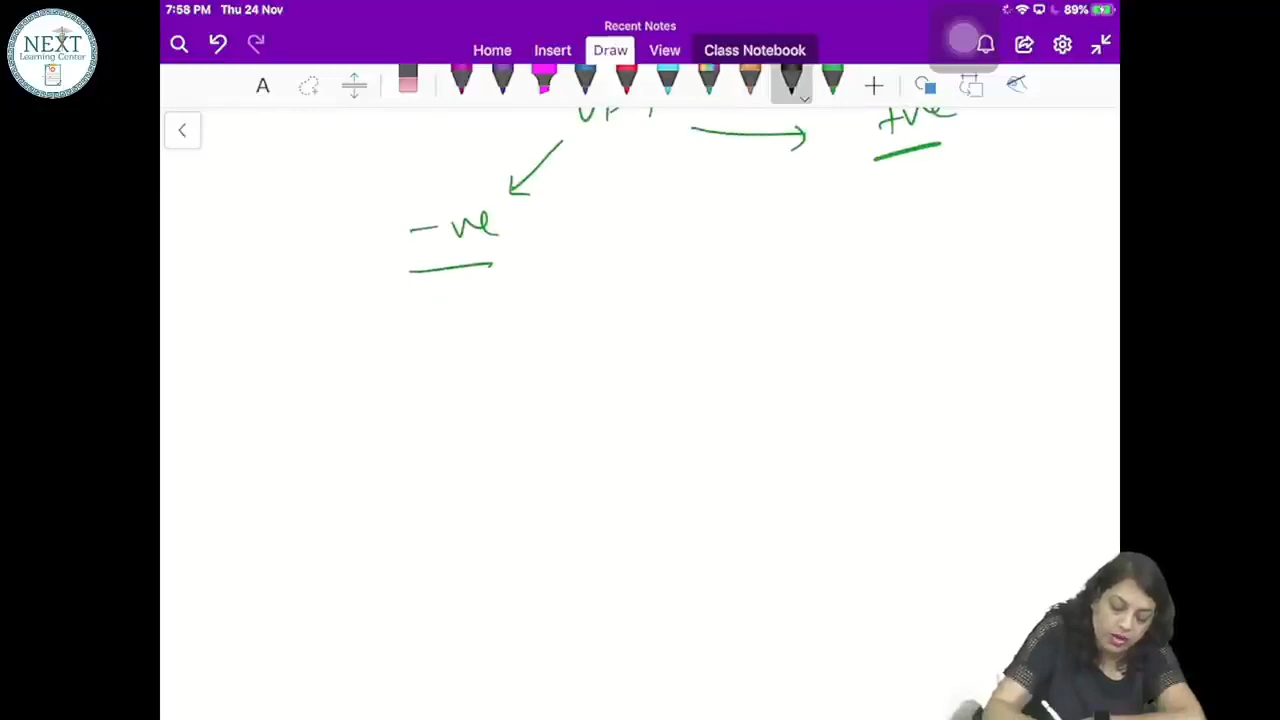 7:58 PM Thu 24 Nov
89%
NEXT
Learning Center
Recent Notes
Home Insert Draw View Class Notebook
A
+ve
-ve